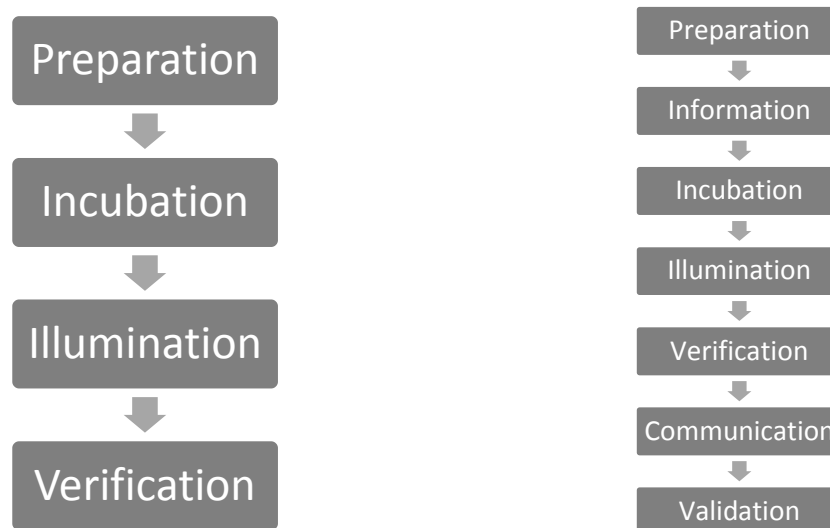 Preparation
Incubation
Illumination
Verification
Preparation
Information
Incubation
Illumination
Verification
Communication
Validation